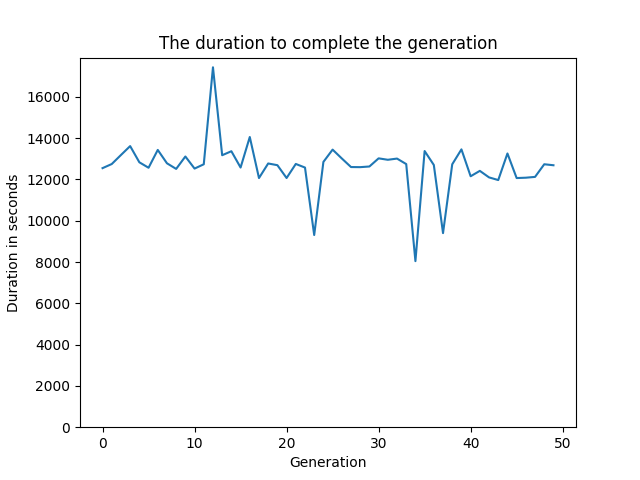 The duration to complete the generation
16000
14000
12000
10000
8000
6000
4000
2000
0
Duration in seconds
0 10 20 30 40 50
Generation